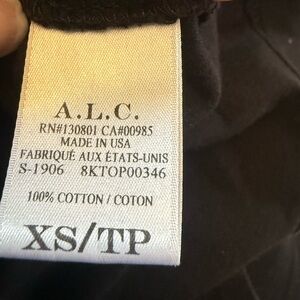 A.L.C.
RN#130801 CA#00985
MADE IN USA
FABRIQUÉ AUX ÉTATS-UNIS
S-1906 8KTOP00346
100% COTTON / COTON
XS/TP